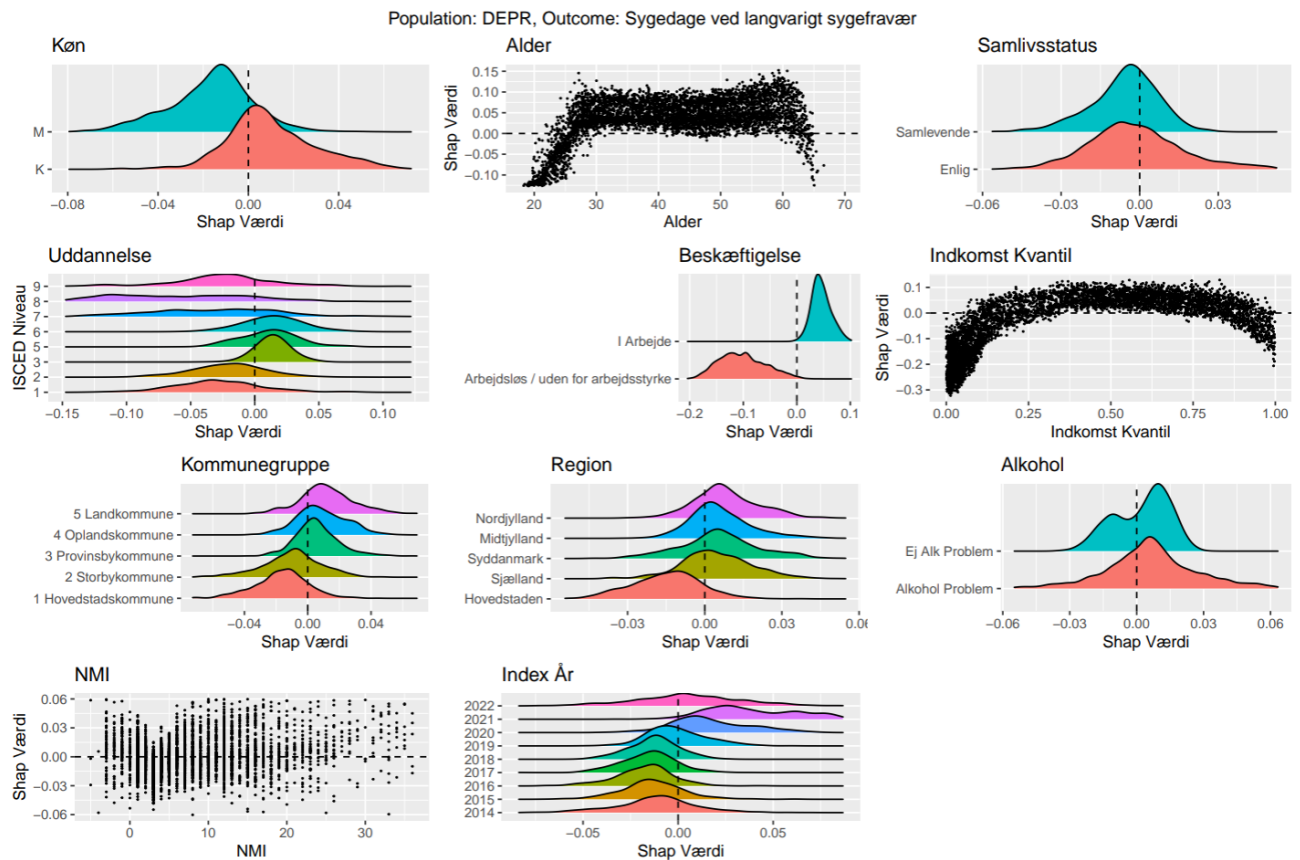 Population: DEPR, Outcome: Sygedage ved langvarigt sygefravær
Køn
M
K
−0.08 −0.04 0.00 0.04
Shap Værdi
Alder
Shap Værdi
0.15
0.10
0.05
0.00
−0.05
−0.10
20 30 40 50 60 70
Alder
Samlivsstatus
Samlevende
Enlig
−0.06 −0.03 0.00 0.03
Shap Værdi
Uddannelse
ISCED Niveau
9
8
7
6
5
3
2
1
−0.15 −0.10 −0.05 0.00 0.05 0.10
Shap Værdi
Beskæftigelse
I Arbejde
Arbejdsløs / uden for arbejdsstyrke
−0.2 −0.1 0.0 0.1
Shap Værdi
Indkomst Kvantil
Shap Værdi
0.1
0.0
−0.1
−0.2
−0.3
0.00 0.25 0.50 0.75 1.00
Indkomst Kvantil
Kommunegruppe
5 Landkommune
4 Oplandskommune
3 Provinsbykommune
2 Storbykommune
1 Hovedstadskommune
−0.04 0.00 0.04
Shap Værdi
Region
Nordjylland
Midtjylland
Syddanmark
Sjælland
Hovedstaden
−0.03 0.00 0.03 0.06
Shap Værdi
Alkohol
Ej Alk Problem
Alkohol Problem
−0.06 −0.03 0.00 0.03 0.06
Shap Værdi
NMI
Shap Værdi
0.06
0.03
0.00
−0.03
−0.06
0 10 20 30
NMI
Index År
2022
2021
2020
2019
2018
2017
2016
2015
2014
−0.05 0.00 0.05
Shap Værdi